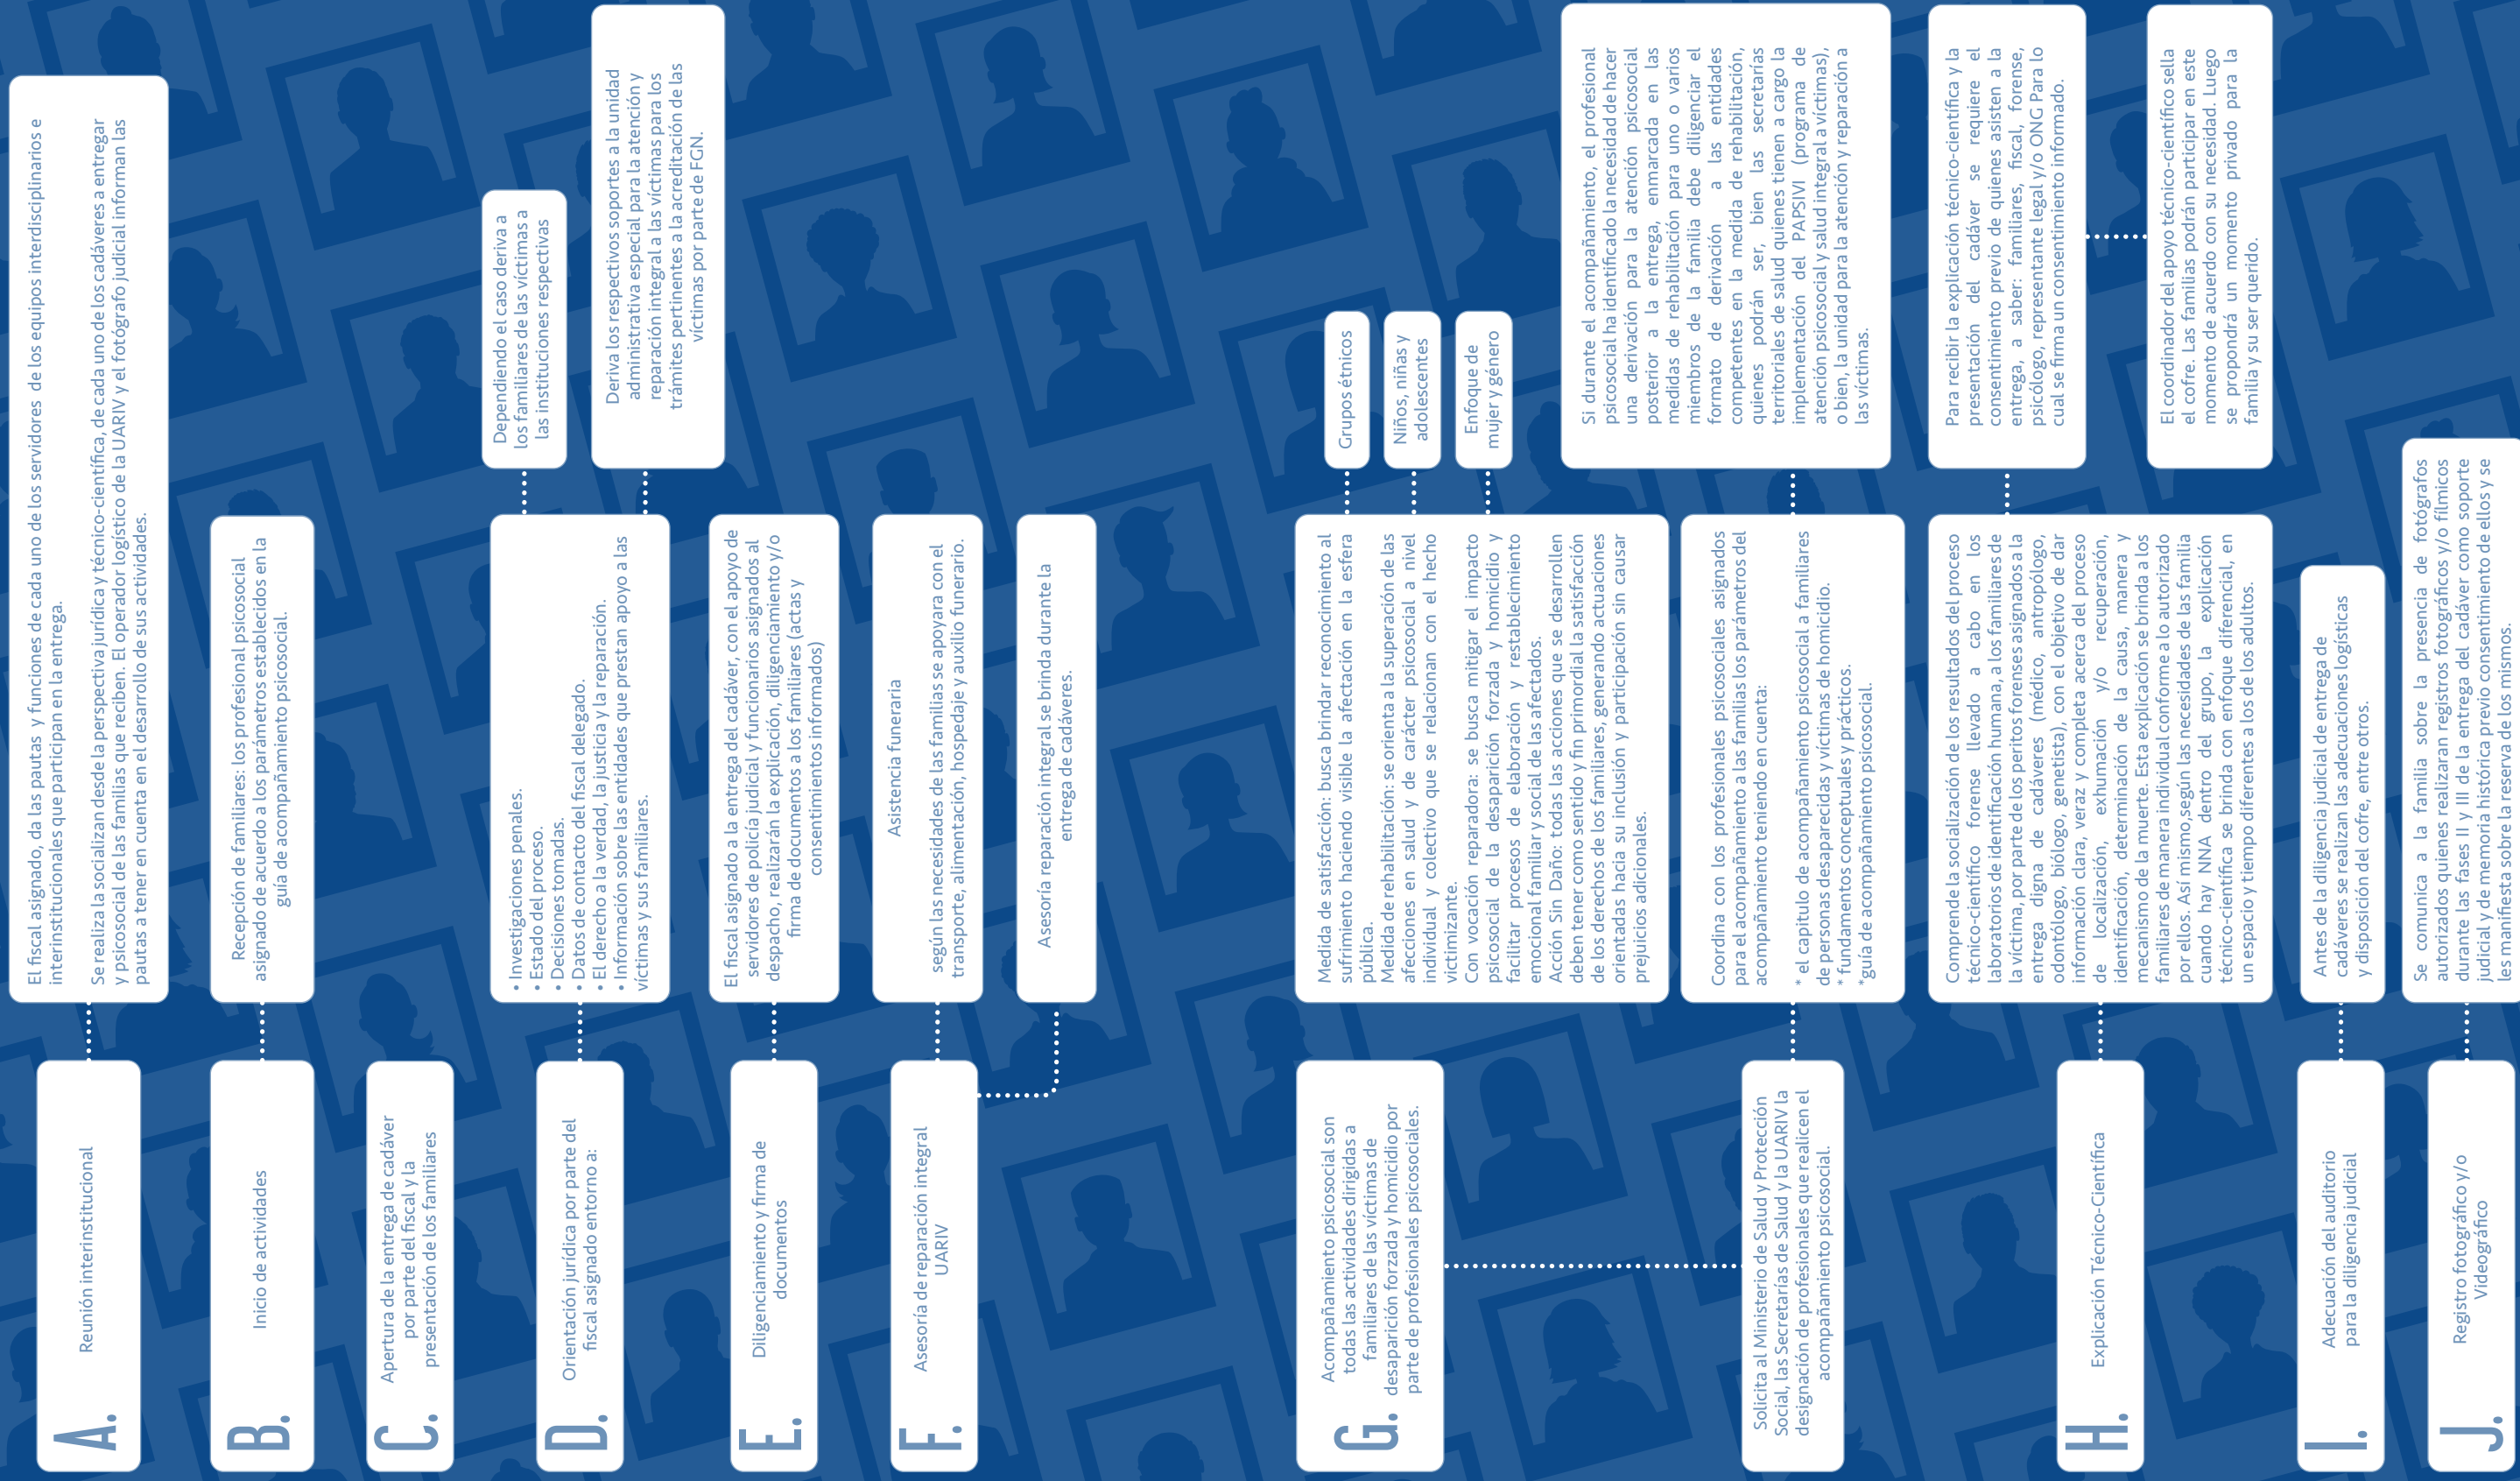 A.
Reunión interinstitucional
El fiscal asignado, da las pautas y funciones de cada uno de los servidores de los equipos interdisciplinarios e
interinstitucionales que participan en la entrega.
Se realiza la socializan desde la perspectiva jurídica y técnico-científica, de cada uno de los cadáveres a entregar
y psicosocial de las familias que reciben. El operador logístico de la UARIV y el fotógrafo judicial informan las
pautas a tener en cuenta en el desarrollo de sus actividades.
B.
Inicio de actividades
Recepción de familiares: los profesional psicosocial
asignado de acuerdo a los parámetros establecidos en la
guía de acompañamiento psicosocial.
C.
Apertura de la entrega de cadáver
por parte del fiscal y la
presentación de los familiares
D.
Orientación jurídica por parte del
fiscal asignado entorno a:
• Investigaciones penales.
• Estado del proceso.
• Decisiones tomadas.
• Datos de contacto del fiscal delegado.
• El derecho a la verdad, la justicia y la reparación.
• Información sobre las entidades que prestan apoyo a las
víctimas y sus familiares.
Dependiendo el caso deriva a
los familiares de las víctimas a
las instituciones respectivas
Deriva los respectivos soportes a la unidad
administrativa especial para la atención y
reparación integral a las víctimas para los
trámites pertinentes a la acreditación de las
víctimas por parte de FGN.
E.
Diligenciamiento y firma de
documentos
El fiscal asignado a la entrega del cadáver, con el apoyo de
servidores de policía judicial y funcionarios asignados al
despacho, realizarán la explicación, diligenciamiento y/o
firma de documentos a los familiares (actas y
consentimientos informados)
F.
Asesoría de reparación integral
UARIV
Asistencia funeraria
según las necesidades de las familias se apoyara con el
transporte, alimentación, hospedaje y auxilio funerario.
Asesoría reparación integral se brinda durante la
entrega de cadáveres.
G.
Acompañamiento psicosocial son
todas las actividades dirigidas a
familiares de las víctimas de
desaparición forzada y homicidio por
parte de profesionales psicosociales.
Medida de satisfacción: busca brindar reconocimiento al
sufrimiento haciendo visible la afectación en la esfera
pública.
Medida de rehabilitación: se orienta a la superación de las
afecciones en salud y de carácter psicosocial a nivel
individual y colectivo que se relacionan con el hecho
victimizante.
Con vocación reparadora: se busca mitigar el impacto
psicosocial de la desaparición forzada y homicidio y
facilitar procesos de elaboración y restablecimiento
emocional familiar y social de las afectados.
Acción Sin Daño: todas las acciones que se desarrollen
deben tener como sentido y fin primordial la satisfacción
de los derechos de los familiares, generando actuaciones
orientadas hacia su inclusión y participación sin causar
prejuicios adicionales.
Grupos étnicos
Niños, niñas y
adolescentes
Enfoque de
mujer y género
Solicita al Ministerio de Salud y Protección
Social, las Secretarías de Salud y la UARIV la
designación de profesionales que realicen el
acompañamiento psicosocial.
Coordina con los profesionales psicosociales asignados
para el acompañamiento a las familias los parámetros del
acompañamiento teniendo en cuenta:
* el capitulo de acompañamiento psicosocial a familiares
de personas desaparecidas y víctimas de homicidio.
* fundamentos conceptuales y prácticos.
*guía de acompañamiento psicosocial.
Si durante el acompañamiento, el profesional
psicosocial ha identificado la necesidad de hacer
una derivación para la atención psicosocial
posterior a la entrega, enmarcada en las
medidas de rehabilitación para uno o varios
miembros de la familia debe diligenciar el
formato de derivación a las entidades
competentes en la medida de rehabilitación,
quienes podrán ser, bien las secretarías
territoriales de salud quienes tienen a cargo la
implementación del PAPSIVI (programa de
atención psicosocial y salud integral a víctimas),
o bien, la unidad para la atención y reparación a
las víctimas.
H.
Explicación Técnico-Científica
Comprende la socialización de los resultados del proceso
técnico-científico forense llevado a cabo en los
laboratorios de identificación humana, a los familiares de
la víctima, por parte de los peritos forenses asignados a la
entrega digna de cadáveres (médico, antropólogo,
odontólogo, biólogo, genetista), con el objetivo de dar
información clara, veraz y completa acerca del proceso
de localización, exhumación y/o recuperación,
identificación, determinación de la causa, manera y
mecanismo de la muerte. Esta explicación se brinda a los
familiares de manera individual conforme a lo autorizado
por ellos. Así mismo,según las necesidades de las familia
cuando hay NNA dentro del grupo, la explicación
técnico-científica se brinda con enfoque diferencial, en
un espacio y tiempo diferentes a los de los adultos.
Para recibir la explicación técnico-científica y la
presentación del cadáver se requiere el
consentimiento previo de quienes asisten a la
entrega, a saber: familiares, fiscal, forense,
psicólogo, representante legal y/o ONG Para lo
cual se firma un consentimiento informado.
El coordinador del apoyo técnico-científico sella
el cofre. Las familias podrán participar en este
momento de acuerdo con su necesidad. Luego
se propondrá un momento privado para la
familia y su ser querido.
I.
Adecuación del auditorio
para la diligencia judicial
Antes de la diligencia judicial de entrega de
cadáveres se realizan las adecuaciones logísticas
y disposición del cofre, entre otros.
J.
Registro fotográfico y/o
Videográfico
Se comunica a la familia sobre la presencia de fotógrafos
autorizados quienes realizaran registros fotográficos y/o fílmicos
durante las fases II y III de la entrega del cadáver como soporte
judicial y de memoria histórica previo consentimiento de ellos y se
les manifiesta sobre la reserva de los mismos.